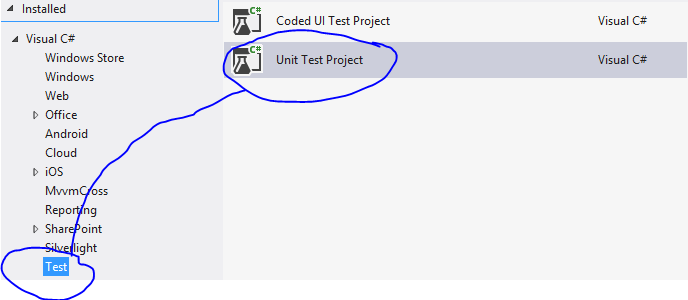 Installed
Visual C#
Windows Store
Windows
Web
Office
Android
Cloud
iOS
MvvmCross
Reporting
SharePoint
Silverlight
Test
C#
Coded UI Test Project Visual C#
C#
Unit Test Project Visual C#